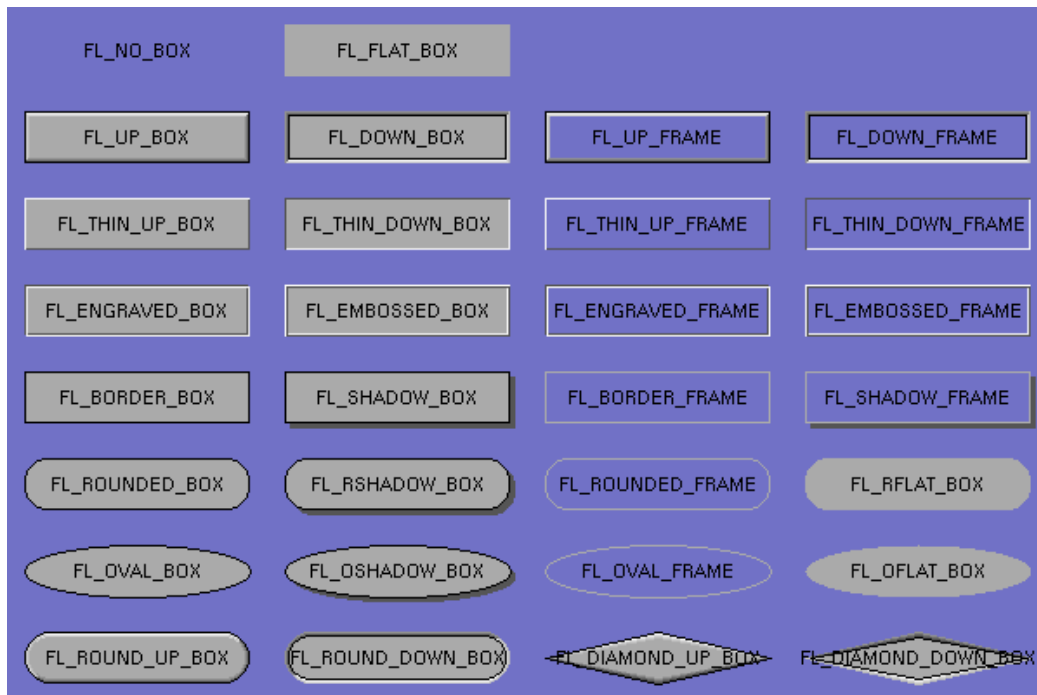 FL_NO_BOX FL_FLAT_BOX
FL_UP_BOX FL_DOWN_BOX FL_UP_FRAME FL_DOWN_FRAME
FL_THIN_UP_BOX FL_THIN_DOWN_BOX FL_THIN_UP_FRAME FL_THIN_DOWN_FRAME
FL_ENGRAVED_BOX FL_EMBOSSED_BOX FL_ENGRAVED_FRAME FL_EMBOSSED_FRAME
FL_BORDER_BOX FL_SHADOW_BOX FL_BORDER_FRAME FL_SHADOW_FRAME
FL_ROUNDED_BOX FL_RSHADOW_BOX FL_ROUNDED_FRAME FL_RFLAT_BOX
FL_OVAL_BOX FL_OSHADOW_BOX FL_OVAL_FRAME FL_OFLAT_BOX
FL_ROUND_UP_BOX FL_ROUND_DOWN_BOX FL_DIAMOND_UP_BOX FL_DIAMOND_DOWN_BOX